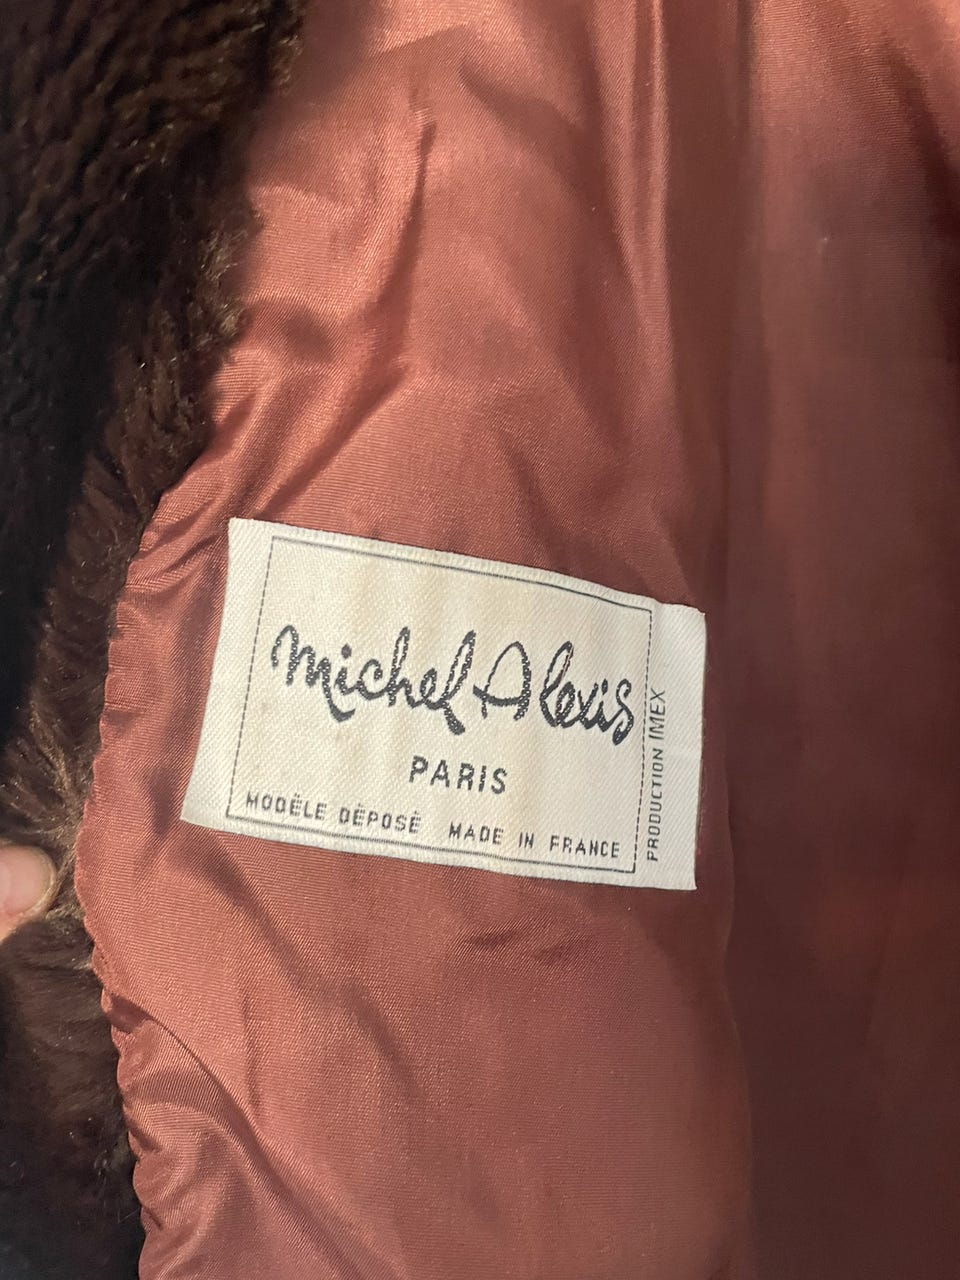 michel Alexis
PARIS
MODÈLE DÉPOSÉ MADE IN FRANCE
PRODUCTION IMEX